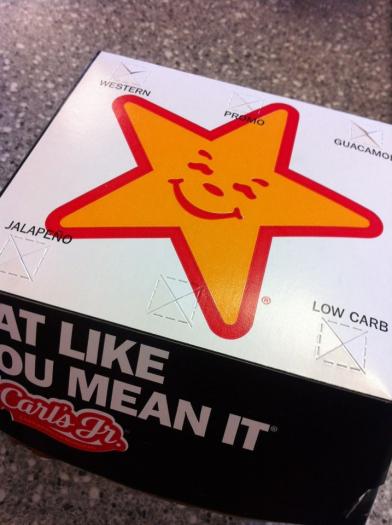 WESTERN
PROMO
GUACAMO
JALAPEÑO
®
LOW CARB
AT LIKE
OU MEAN IT®
Carl's Jr.